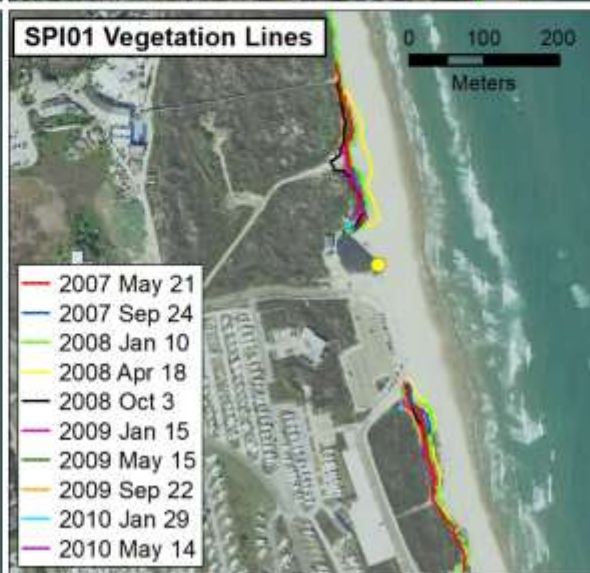 SPI01 Vegetation Lines
0 100 200
Meters
2007 May 21
2007 Sep 24
2008 Jan 10
2008 Apr 18
2008 Oct 3
2009 Jan 15
2009 May 15
2009 Sep 22
2010 Jan 29
2010 May 14